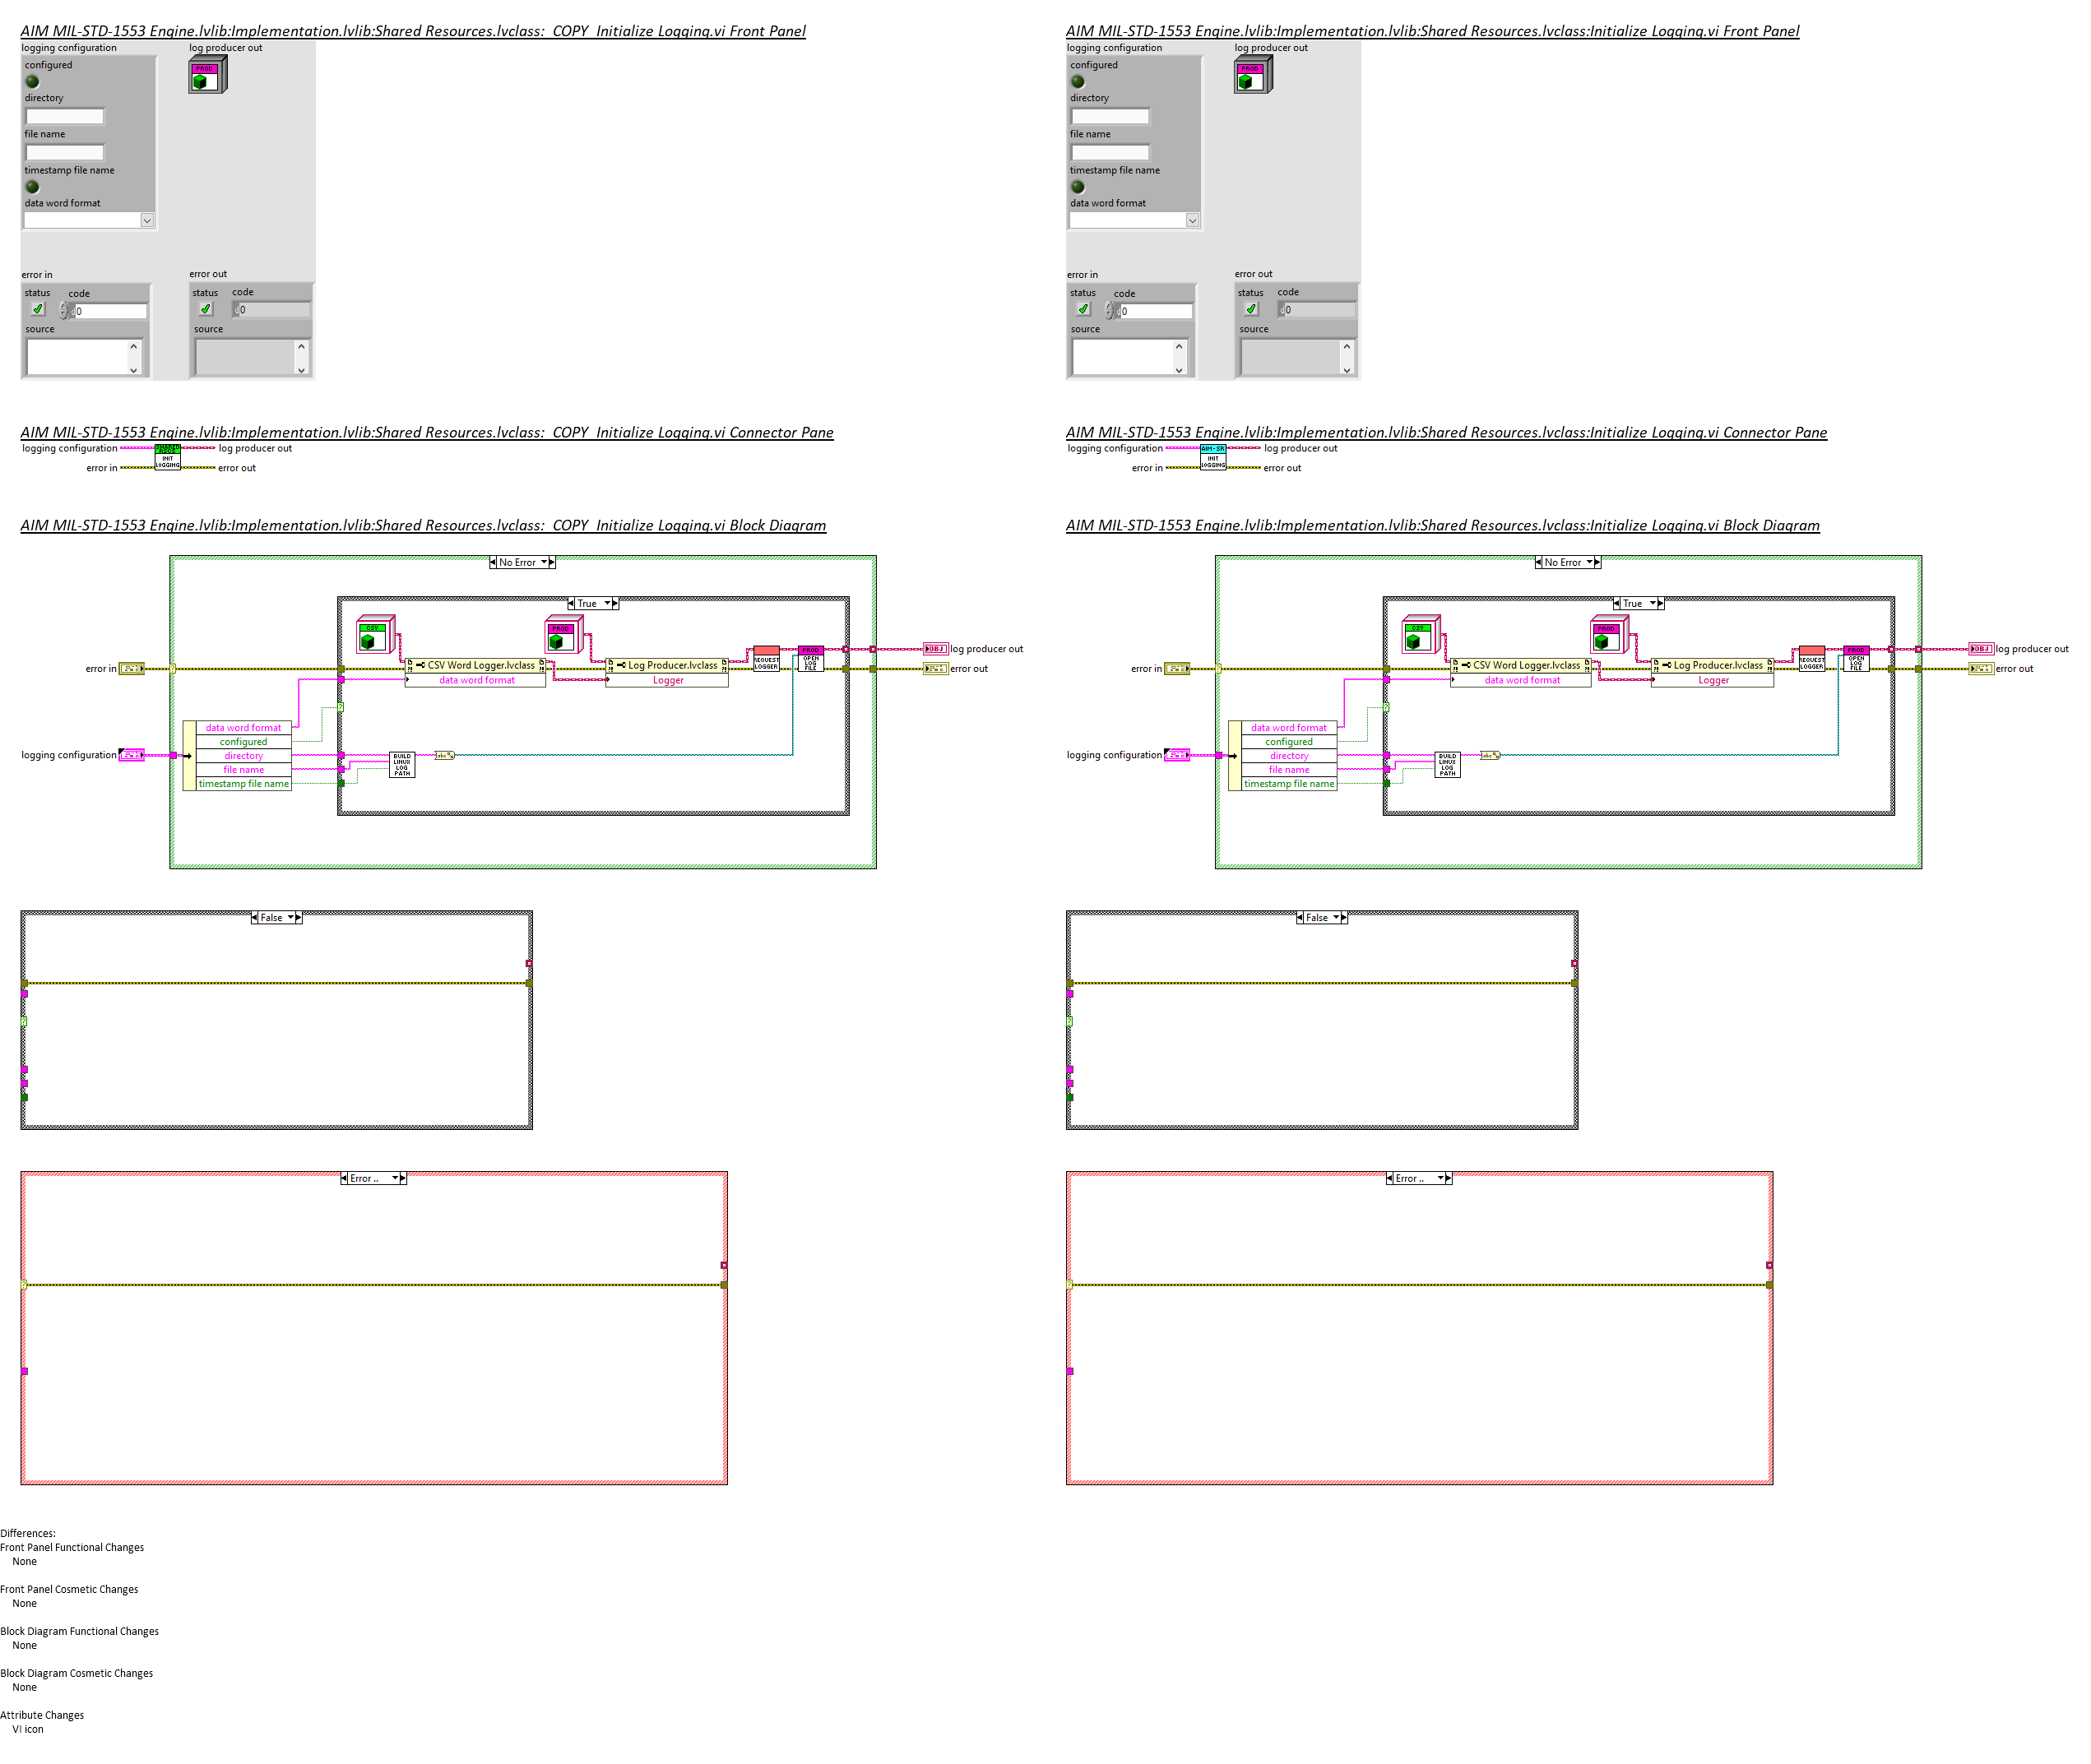 AIM MIL-STD-1553 Engine.lvlib:Implementation.lvlib:Shared Resources.lvclass:_COPY_Initialize Logging.vi Front Panel
logging configuration
log producer out
configured
PROD
directory
file name
timestamp file name
data word format
error in
error out
status
code
status
code
0
0
source
source
AIM MIL-STD-1553 Engine.lvlib:Implementation.lvlib:Shared Resources.lvclass:Initialize Logging.vi Front Panel
logging configuration
log producer out
configured
PROD
directory
file name
timestamp file name
data word format
error in
error out
status
code
status
code
0
0
source
source
AIM MIL-STD-1553 Engine.lvlib:Implementation.lvlib:Shared Resources.lvclass:_COPY_Initialize Logging.vi Connector Pane
logging configuration
log producer out
INIT
LOGGING
error in
error out
AIM MIL-STD-1553 Engine.lvlib:Implementation.lvlib:Shared Resources.lvclass:Initialize Logging.vi Connector Pane
logging configuration
AIM-SR
log producer out
INIT
LOGGING
error in
error out
AIM MIL-STD-1553 Engine.lvlib:Implementation.lvlib:Shared Resources.lvclass:_COPY_Initialize Logging.vi Block Diagram
No Error
True
CSV
PROD
error in
CSV Word Logger.lvclass
data word format
Log Producer.lvclass
Logger
REQUEST
LOGGER
PROD
OPEN
LOG
FILE
OBJ
log producer out
error out
data word format
configured
logging configuration
directory
file name
timestamp file name
BUILD
LINUX
LOG
PATH
AIM MIL-STD-1553 Engine.lvlib:Implementation.lvlib:Shared Resources.lvclass:Initialize Logging.vi Block Diagram
No Error
True
CSV
PROD
error in
CSV Word Logger.lvclass
data word format
Log Producer.lvclass
Logger
REQUEST
LOGGER
PROD
OPEN
LOG
FILE
OBJ
log producer out
error out
data word format
configured
logging configuration
directory
file name
timestamp file name
BUILD
LINUX
LOG
PATH
False
False
Error ..
Error ..
Differences:
Front Panel Functional Changes
None
Front Panel Cosmetic Changes
None
Block Diagram Functional Changes
None
Block Diagram Cosmetic Changes
None
Attribute Changes
VI icon